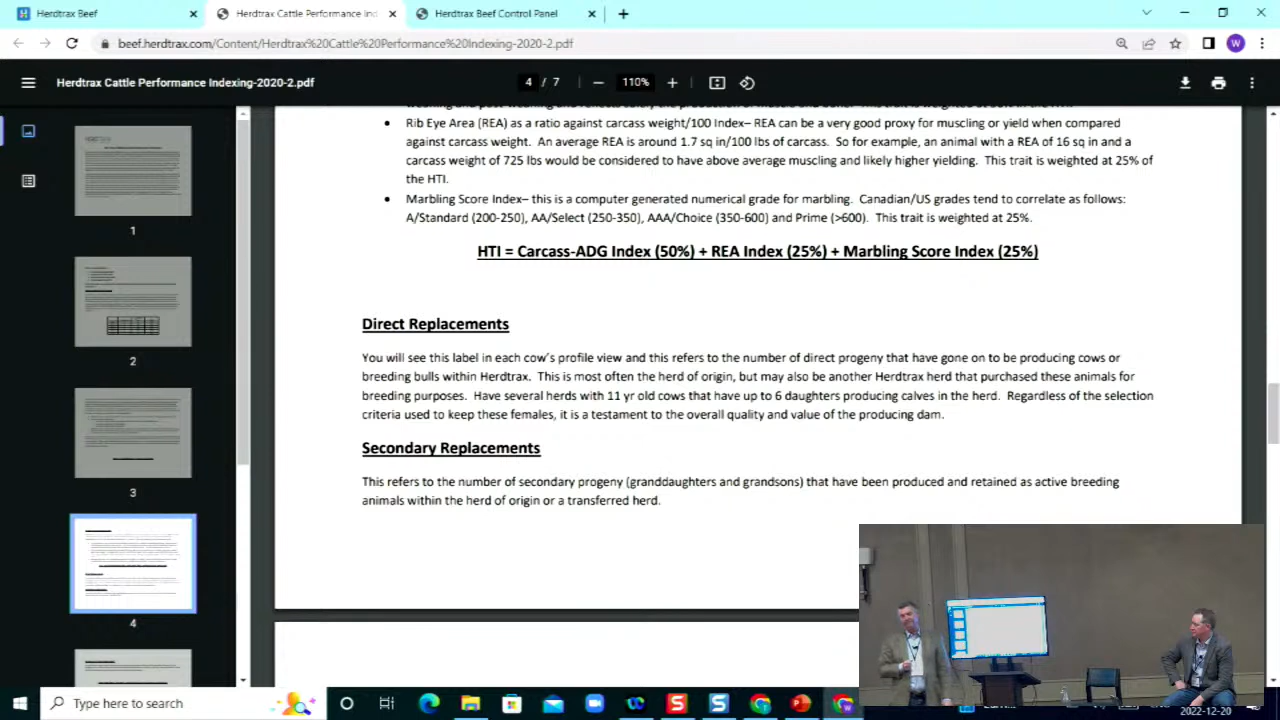 Herdtrax Beef
Herdtrax Cattle Performance Ind
Herdtrax Beef Control Panel
beef.herdtrax.com/Content/Herdtrax%20Cattle%20Performance%20Indexing-2020-2.pdf
W
Herdtrax Cattle Performance Indexing-2020-2.pdf
4 / 7
110%
1
2
3
4
• Rib Eye Area (REA) as a ratio against carcass weight/100 Index– REA can be a very good proxy for muscling or yield when compared
against carcass weight. An average REA is around 1.7 sq in/100 lbs of carcass. So for example, an animal with a REA of 16 sq in and a
carcass weight of 725 lbs would be considered to have above average muscling and likely higher yielding. This trait is weighted at 25% of
the HTI.
• Marbling Score Index– this is a computer generated numerical grade for marbling. Canadian/US grades tend to correlate as follows:
A/Standard (200-250), AA/Select (250-350), AAA/Choice (350-600) and Prime (>600). This trait is weighted at 25%.
HTI = Carcass-ADG Index (50%) + REA Index (25%) + Marbling Score Index (25%)
Direct Replacements
You will see this label in each cow's profile view and this refers to the number of direct progeny that have gone on to be producing cows or
breeding bulls within Herdtrax. This is most often the herd of origin, but may also be another Herdtrax herd that purchased these animals for
breeding purposes. Have several herds with 11 yr old cows that have up to 6 daughters producing calves in the herd. Regardless of the selection
criteria used to keep these females, it is a testament to the overall quality and value of the producing dam.
Secondary Replacements
This refers to the number of secondary progeny (granddaughters and grandsons) that have been produced and retained as active breeding
animals within the herd of origin or a transferred herd.
Type here to search
2022-12-20